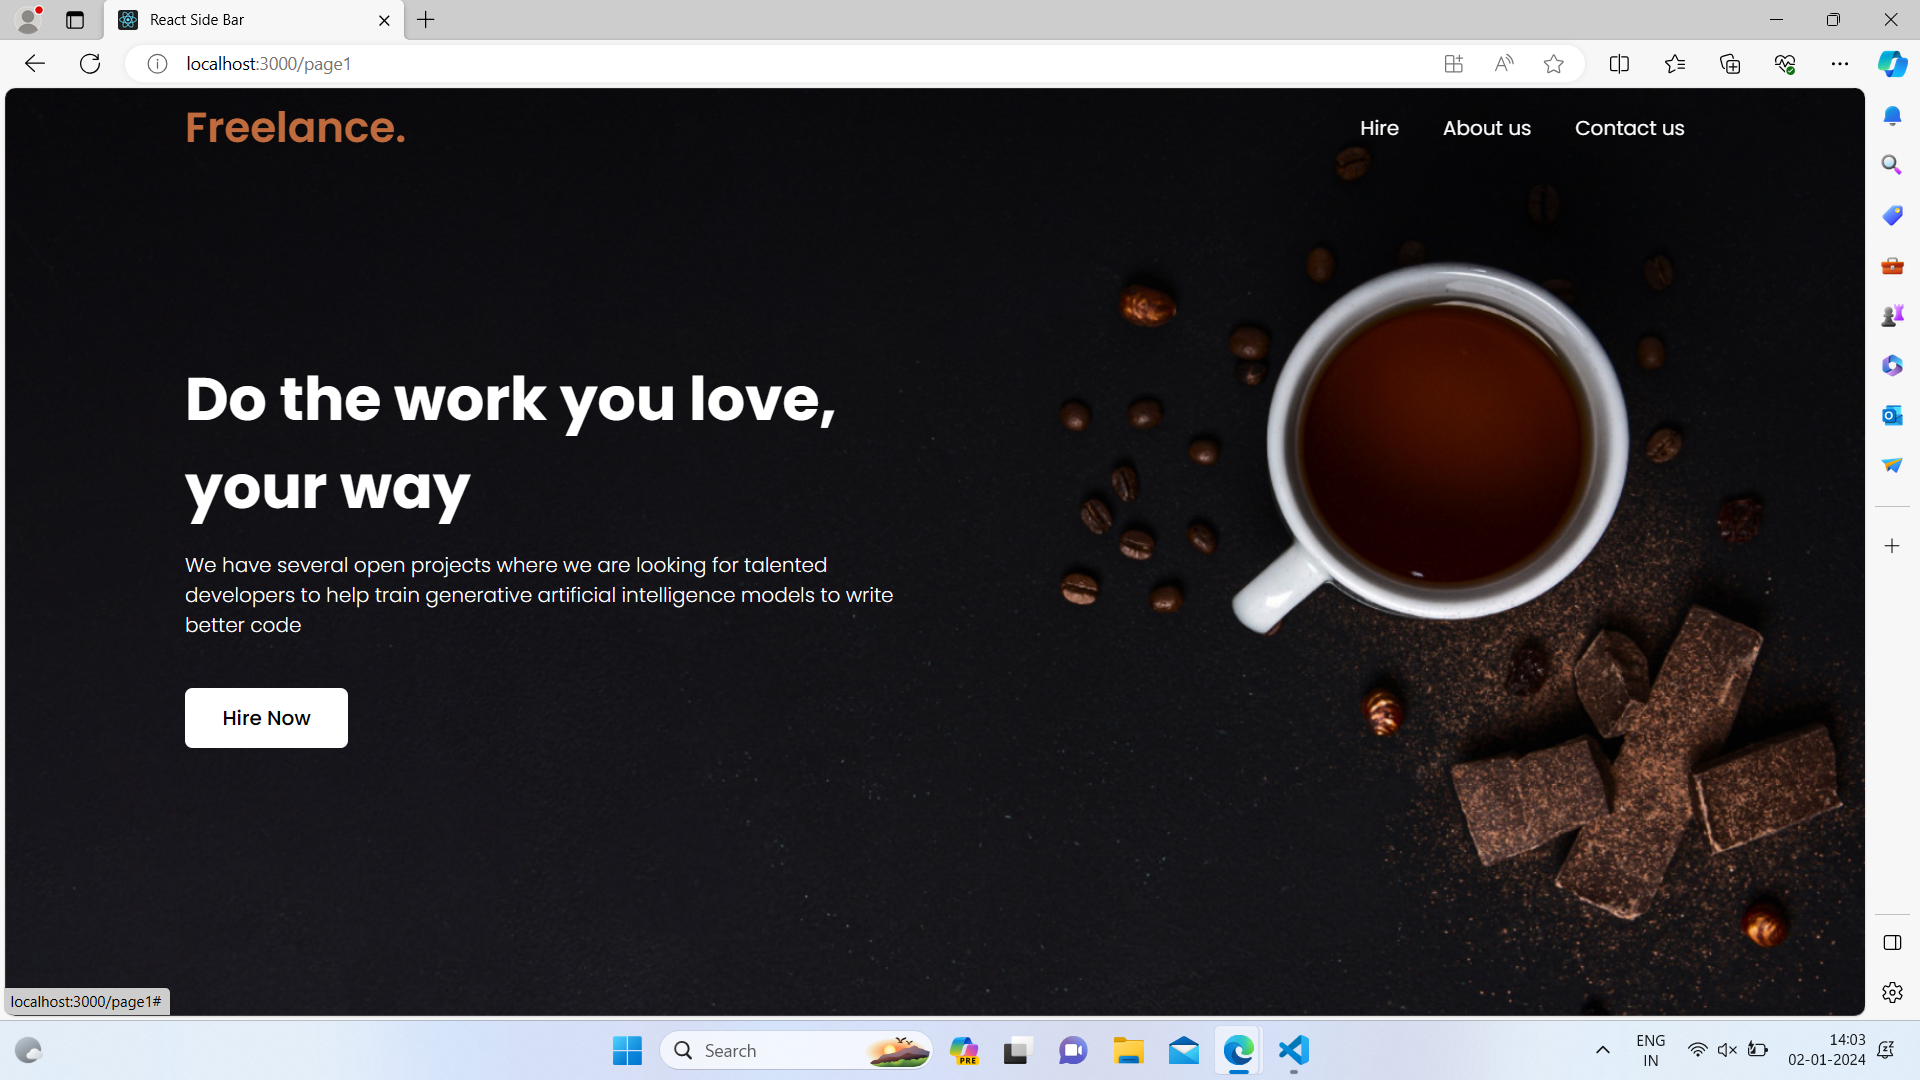 React Side Bar
localhost:3000/page1
Freelance.
Hire
About us
Contact us
Do the work you love,
your way
We have several open projects where we are looking for talented
developers to help train generative artificial intelligence models to write
better code
Hire Now
localhost:3000/page1#
Search
PRE
ENG
IN
14:03
02-01-2024